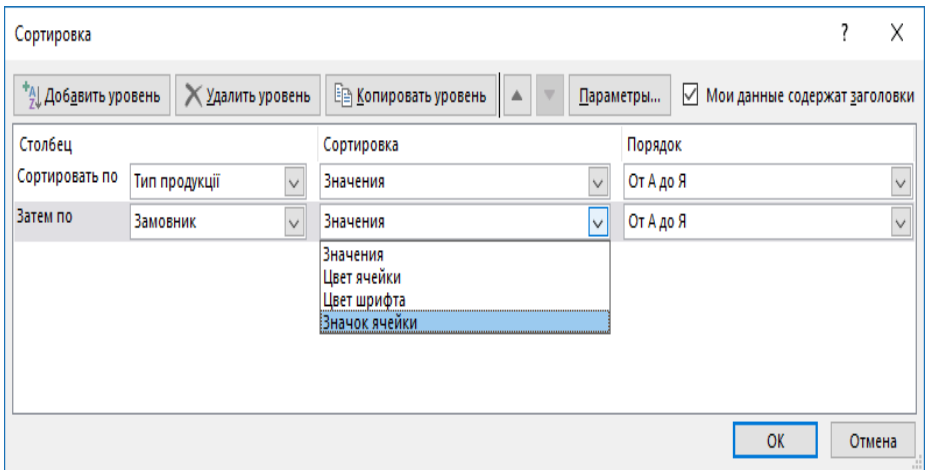 Сортировка ?
Добавить уровень Удалить уровень Копировать уровень Параметры... Мои данные содержат заголовки
Столбец Сортировка Порядок
Сортировать по Тип продукції Значения От А до Я
Затем по Замовник Значения От А до Я
Значения
Цвет ячейки
Цвет шрифта
Значок ячейки
ОК Отмена